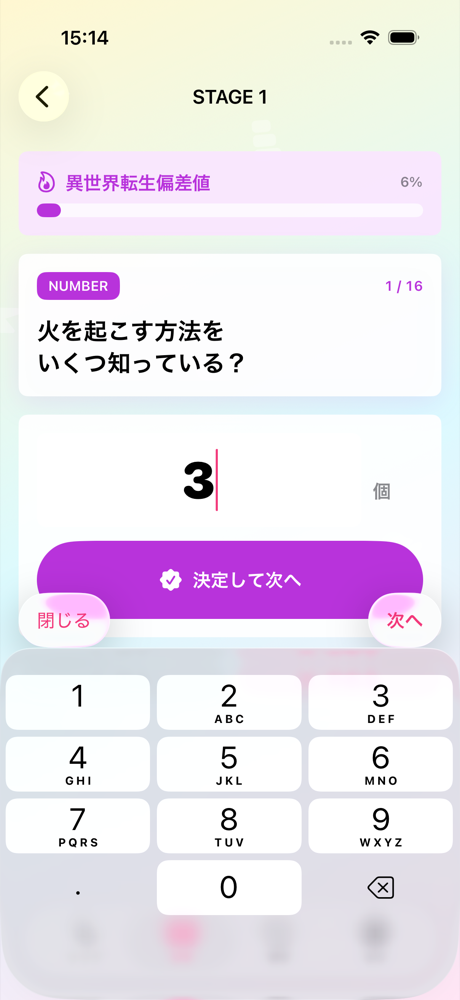 15:14
STAGE 1
異世界転生偏差値
6%
NUMBER
1 / 16
火を起こす方法を
いくつ知っている？
3
個
決定して次へ
閉じる
次へ
1
2
ABC
3
DEF
4
GHI
5
JKL
6
MNO
7
PQRS
8
TUV
9
WXYZ
.
0